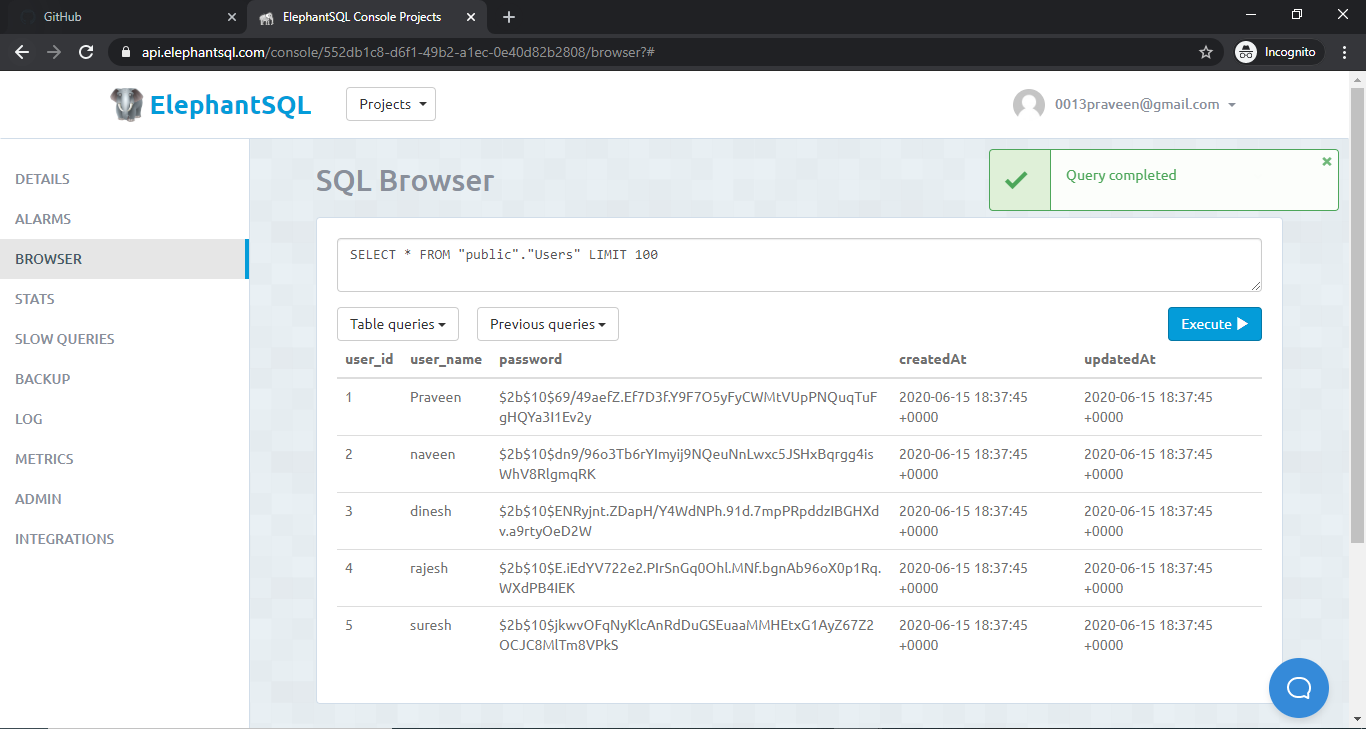 GitHub
ElephantSQL Console Projects
api.elephantsql.com/console/552db1c8-d6f1-49b2-a1ec-0e40d82b2808/browser?#
Incognito
ElephantSQL
Projects
0013praveen@gmail.com
DETAILS
ALARMS
BROWSER
STATS
SLOW QUERIES
BACKUP
LOG
METRICS
ADMIN
INTEGRATIONS
SQL Browser
Query completed
SELECT * FROM "public"."Users" LIMIT 100
Table queries
Previous queries
Execute
user_id user_name password createdAt updatedAt
1 Praveen $2b$10$69/49aefZ.Ef7D3f.Y9F7O5yFyCWMtVUpPNQuqTuF 2020-06-15 18:37:45 2020-06-15 18:37:45
gHQYa3I1Ev2y +0000 +0000
2 naveen $2b$10$dn9/96o3Tb6rYImyij9NQeuNnLwxc5JSHxBqrgg4is 2020-06-15 18:37:45 2020-06-15 18:37:45
WhV8RlgmqRK +0000 +0000
3 dinesh $2b$10$ENRyjnt.ZDapH/Y4WdNPh.91d.7mpPRpddzIBGHXd 2020-06-15 18:37:45 2020-06-15 18:37:45
v.a9rtyOeD2W +0000 +0000
4 rajesh $2b$10$E.iEdYV722e2.PIrSnGq0Ohl.MNf.bgnAb96oX0p1Rq. 2020-06-15 18:37:45 2020-06-15 18:37:45
WXdPB4IEK +0000 +0000
5 suresh $2b$10$jkwvOFqNyKlcAnRdDuGSEuaaMMHEtxG1AyZ67Z2 2020-06-15 18:37:45 2020-06-15 18:37:45
OCJC8MlTm8VPkS +0000 +0000